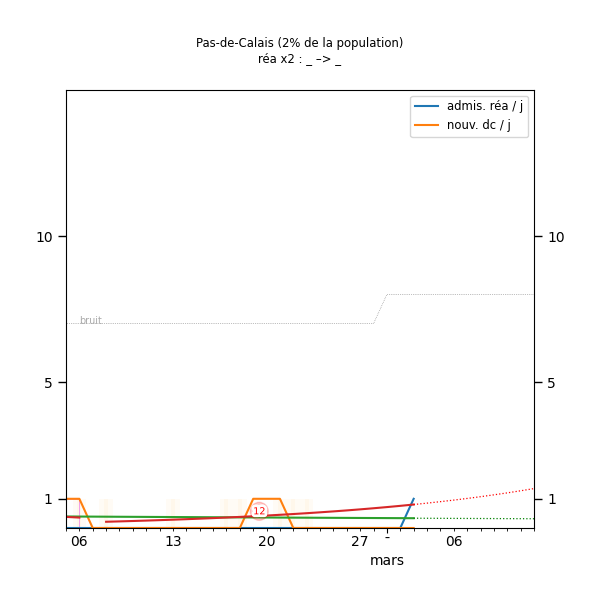 Pas-de-Calais (2% de la population)
réa x2 : _ –> _
admis. réa / j
nouv. dc / j
10
10
bruit
5
5
12
1
1
06
13
20
27
-
06
mars